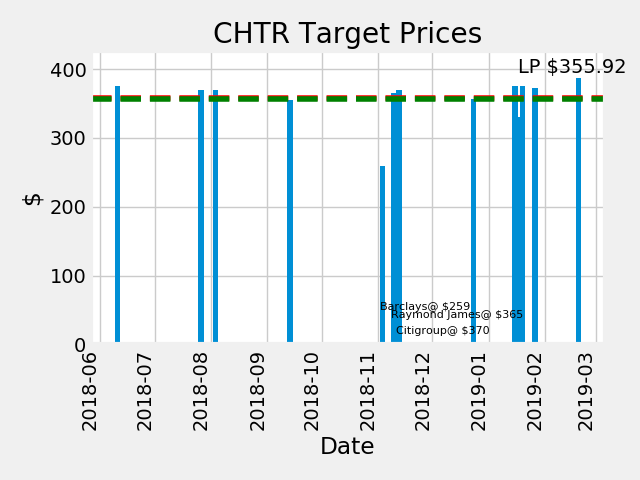 CHTR Target Prices
LP $355.92
400
300
200
100
0
$
Barclays@ $259
Raymond James@ $365
Citigroup@ $370
2018-06
2018-07
2018-08
2018-09
2018-10
2018-11
2018-12
2019-01
2019-02
2019-03
Date